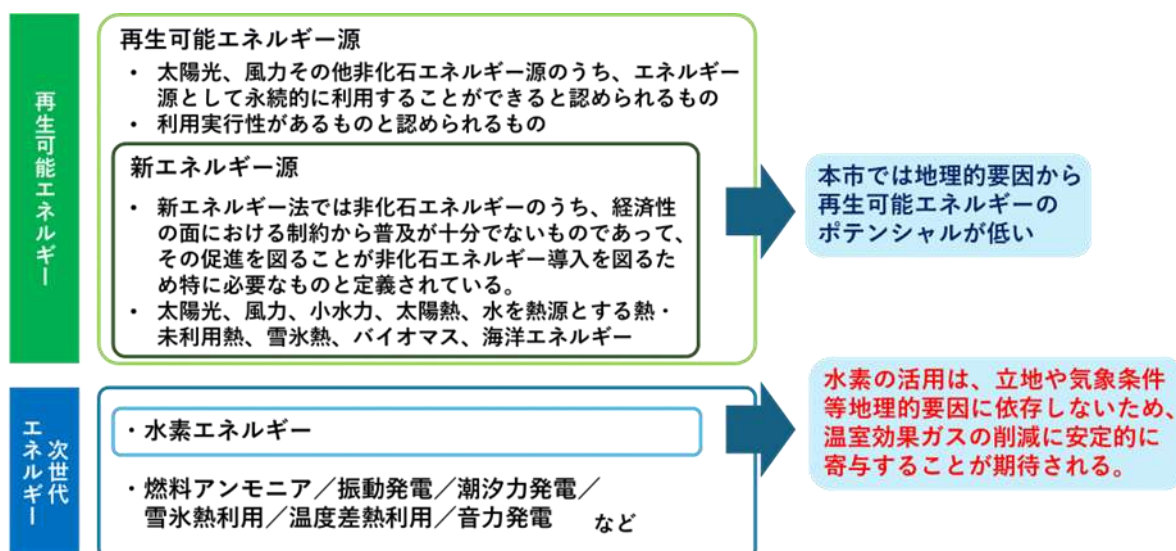 再生可能エネルギー
再生可能エネルギー源
・ 太陽光、風力その他非化石エネルギー源のうち、エネルギー
源として永続的に利用することができると認められるもの
・ 利用実行性があるものと認められるもの
新エネルギー源
・ 新エネルギー法では非化石エネルギーのうち、経済性
の面における制約から普及が十分でないものであって、
その促進を図ることが非化石エネルギー導入を図るた
め特に必要なものと定義されている。
・ 太陽光、風力、小水力、太陽熱、水を熱源とする熱・
未利用熱、雪氷熱、バイオマス、海洋エネルギー
本市では地理的要因から
再生可能エネルギーの
ポテンシャルが低い
次世代
エネルギー
・水素エネルギー
・燃料アンモニア／振動発電／潮汐力発電／
雪氷熱利用／温度差熱利用／音力発電 など
水素の活用は、立地や気象条件
等地理的要因に依存しないため、
温室効果ガスの削減に安定的に
寄与することが期待される。